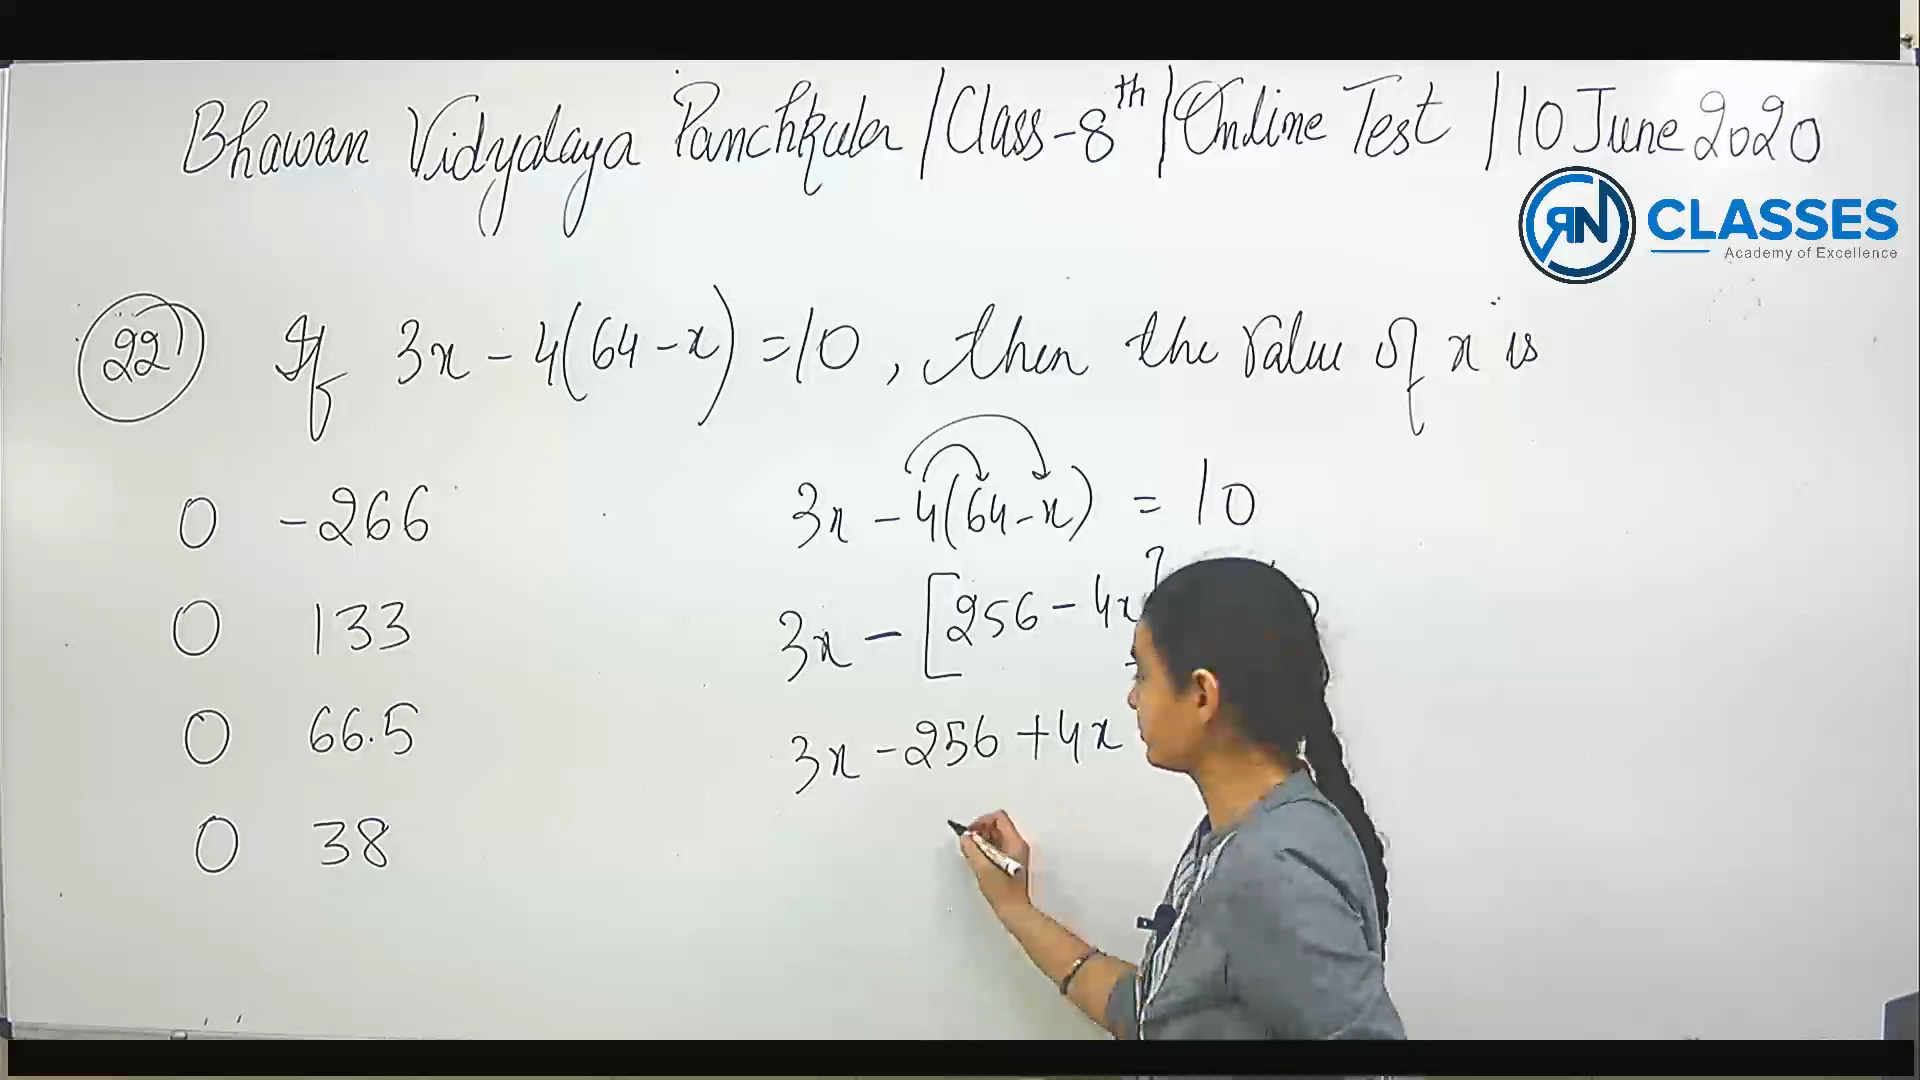 Bhawan Vidyalaya Panchkula | Class-8th | Online Test | 10 June 2020
RN CLASSES
Academy of Excellence
22 If 3x - 4(64-x) = 10, then the value of x is
3x - 4(64-x) = 10
O -266
3x - [256 - 4x]
O 133
3x - 256 + 4x
O 66.5
O 38